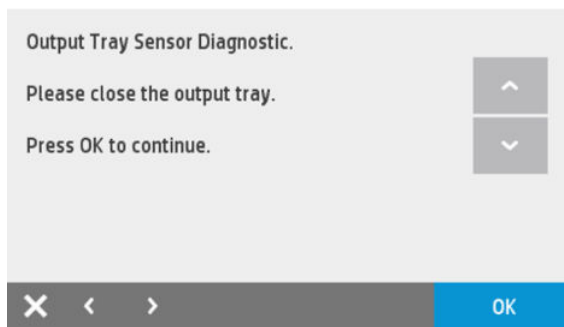 Output Tray Sensor Diagnostic.
Please close the output tray.
Press OK to continue.
OK